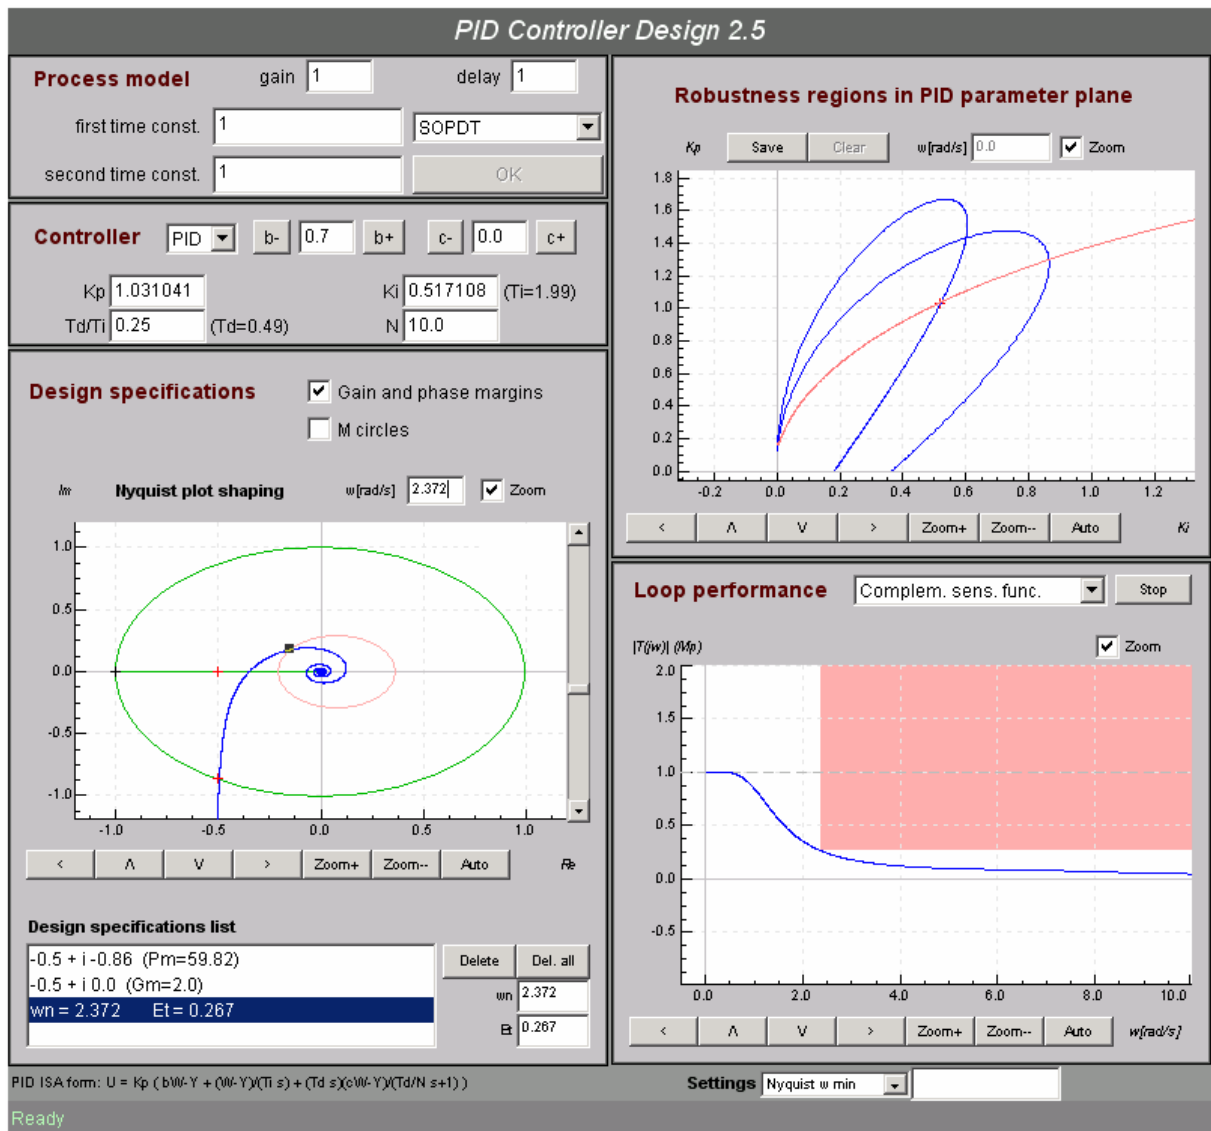 PID Controller Design 2.5
Process model
gain 1
delay 1
first time const. 1
SOPDT
second time const. 1
OK
Controller PID b- 0.7 b+ c- 0.0 c+
Kp 1.031041 Ki 0.517108 (Ti=1.99)
Td/Ti 0.25 (Td=0.49) N 10.0
Design specifications Gain and phase margins
M circles
Im Nyquist plot shaping w[rad/s] 2.372 Zoom
1.0
0.5
0.0
-0.5
-1.0
-1.0 -0.5 0.0 0.5 1.0
< Λ V > Zoom+ Zoom-- Auto Re
Design specifications list
-0.5 + i -0.86 (Pm=59.82)
-0.5 + i 0.0 (Gm=2.0)
wn = 2.372 Et = 0.267
Delete Del. all
wn 2.372
Et 0.267
Robustness regions in PID parameter plane
Kp Save Clear w[rad/s] 0.0 Zoom
1.8
1.6
1.4
1.2
1.0
0.8
0.6
0.4
0.2
0.0
-0.2 0.0 0.2 0.4 0.6 0.8 1.0 1.2
< Λ V > Zoom+ Zoom-- Auto Ki
Loop performance Complem. sens. func. Stop
|T(jw)| (Mp) Zoom
2.0
1.5
1.0
0.5
0.0
-0.5
0.0 2.0 4.0 6.0 8.0 10.0
< Λ V > Zoom+ Zoom-- Auto w[rad/s]
PID ISA form: U = Kp ( bW-Y + (W-Y)/(Ti s) + (Td s)(cW-Y)/(Td/N s+1) )
Settings Nyquist w min
Ready